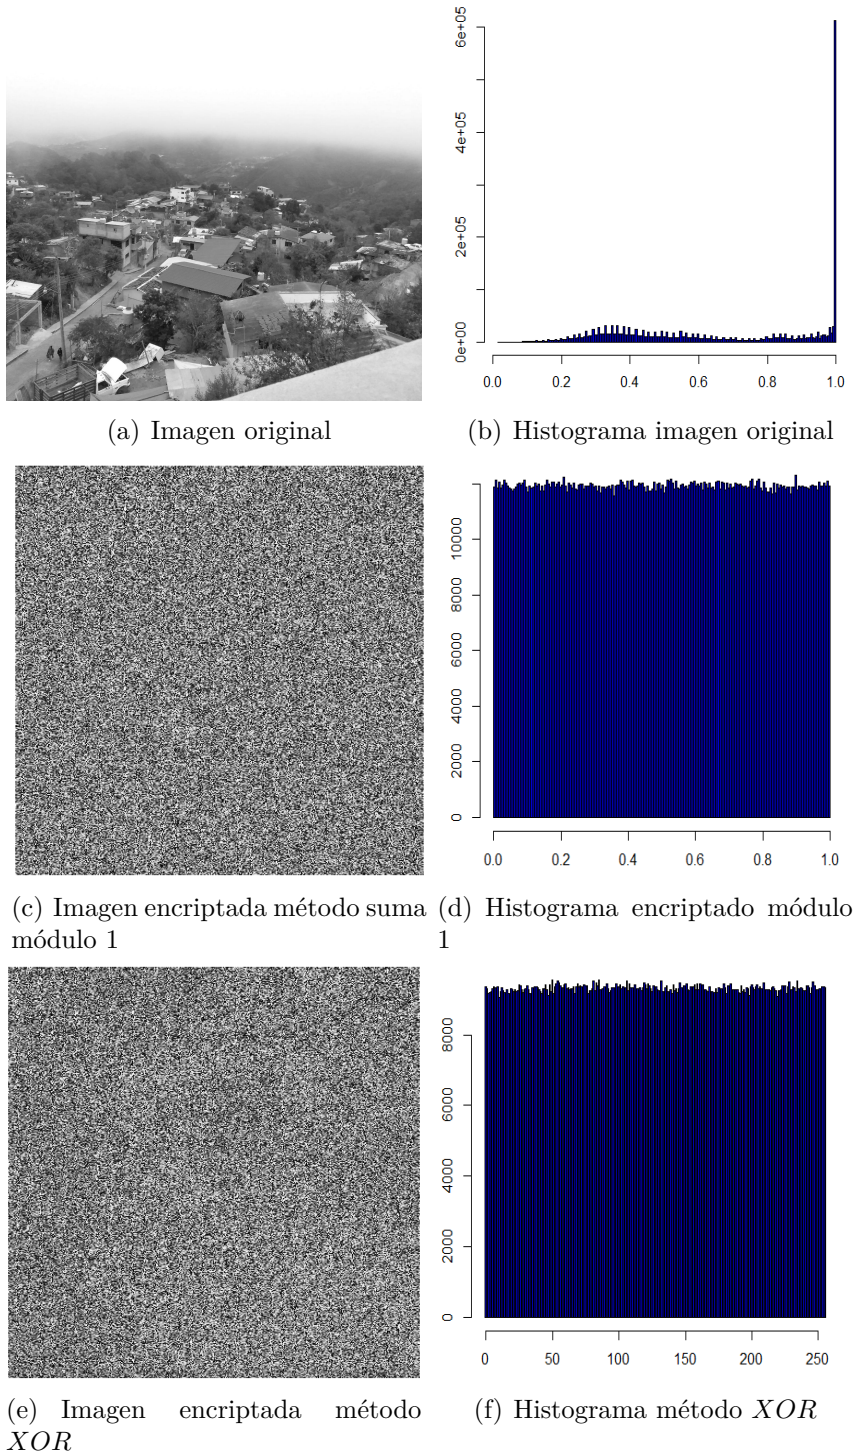 6e+05
4e+05
2e+05
0e+00
0.0 0.2 0.4 0.6 0.8 1.0
(a) Imagen original
(b) Histograma imagen original
10000
8000
6000
4000
2000
0
0.0 0.2 0.4 0.6 0.8 1.0
(c) Imagen encriptada método suma
módulo 1
(d) Histograma encriptado módulo
1
8000
6000
4000
2000
0
0 50 100 150 200 250
(e) Imagen encriptada método
XOR
(f) Histograma método XOR